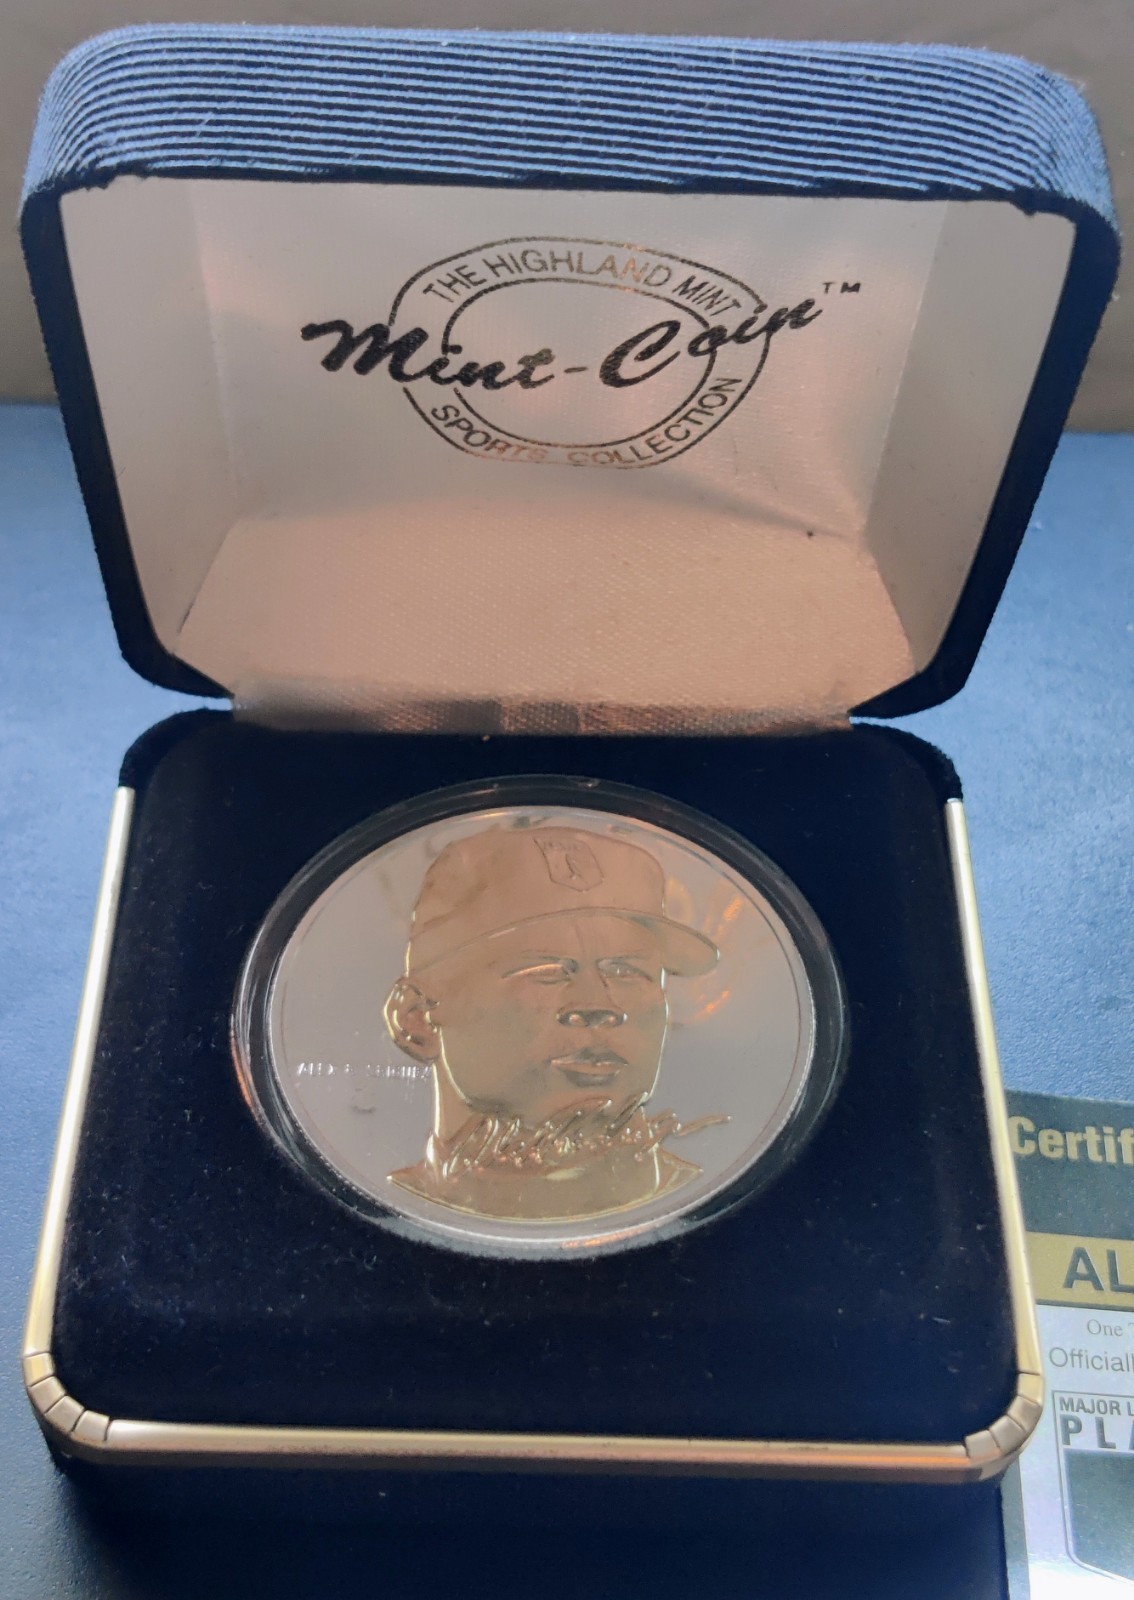 THE HIGHLAND MINT
Mint-Coin™
SPORTS COLLECTION
Certif
AL
One
Official
MAJOR L
PLA